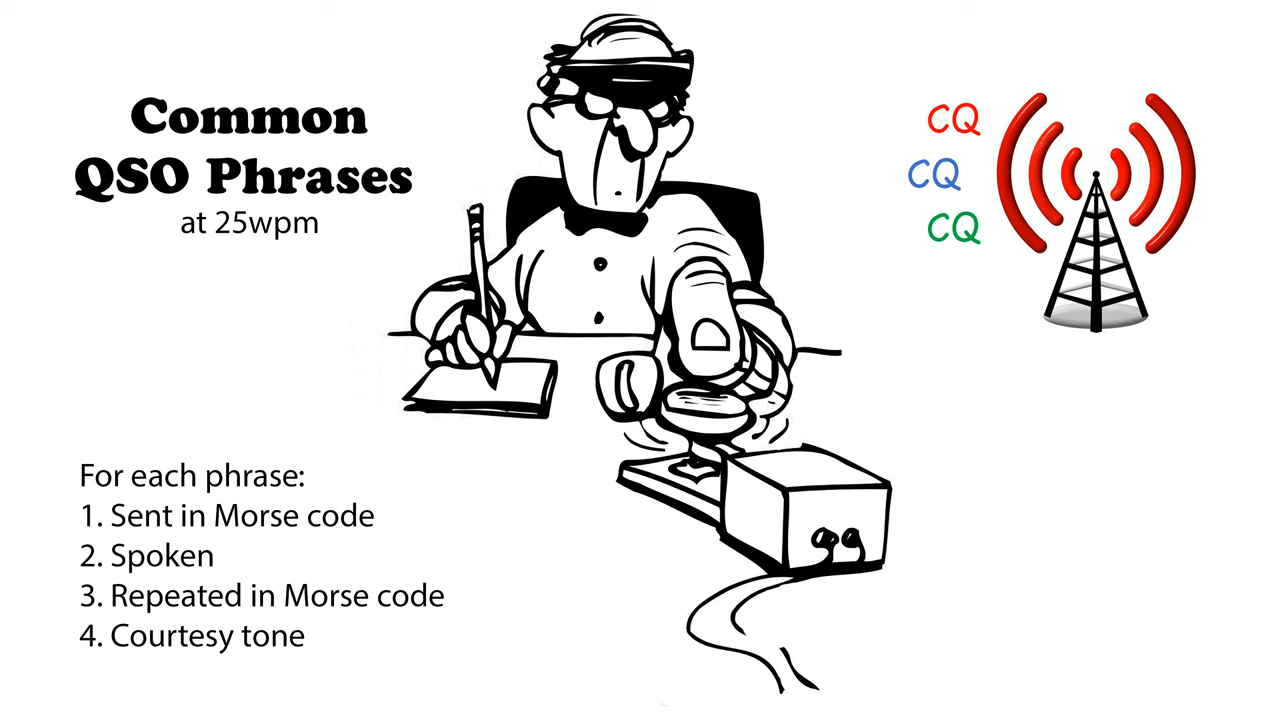 Common
QSO Phrases
at 25wpm
CQ
CQ
CQ
For each phrase:
1. Sent in Morse code
2. Spoken
3. Repeated in Morse code
4. Courtesy tone